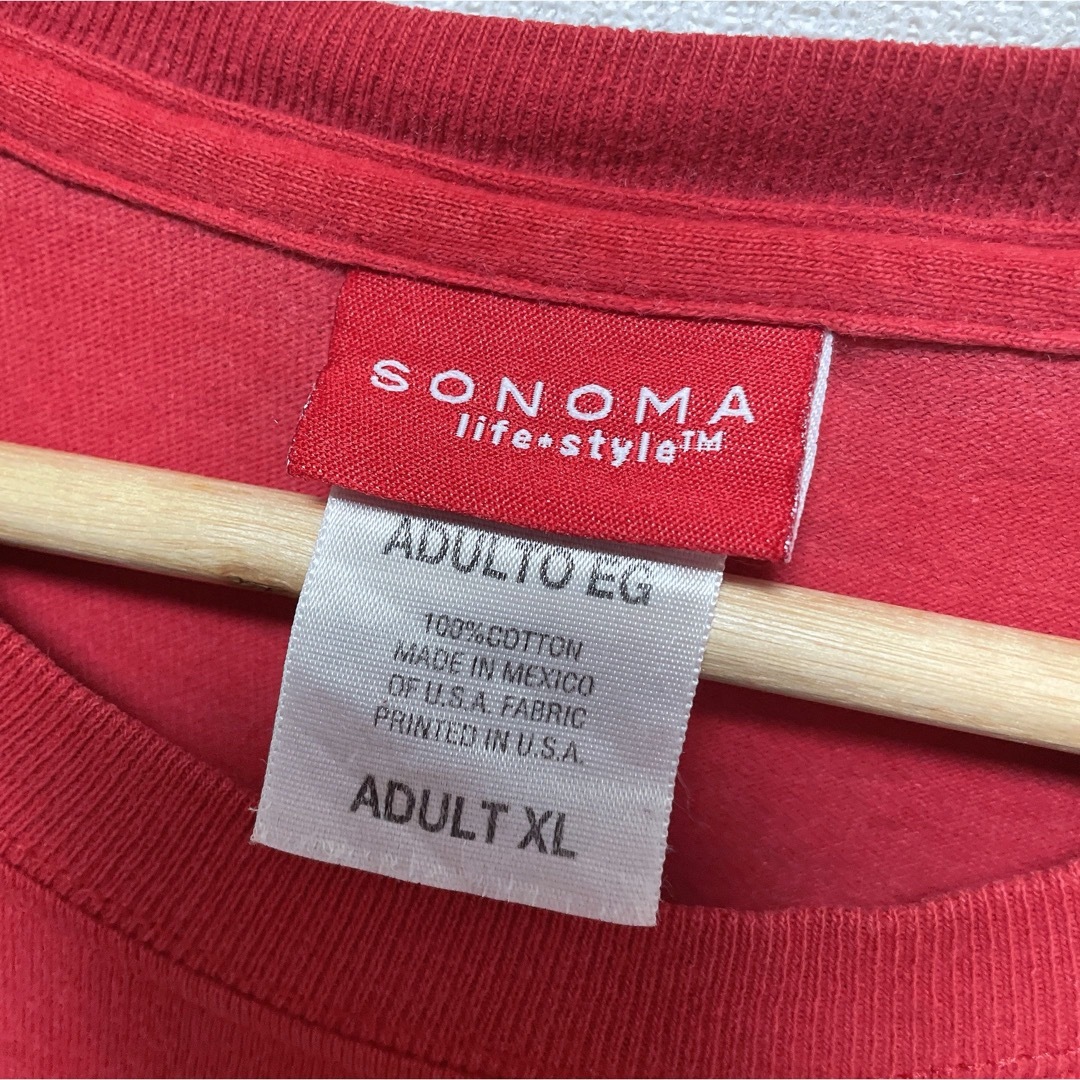 SONOMA
life+style™
ADULTO EG
100% COTTON
MADE IN MEXICO
OF U.S.A. FABRIC
PRINTED IN U.S.A.
ADULT XL